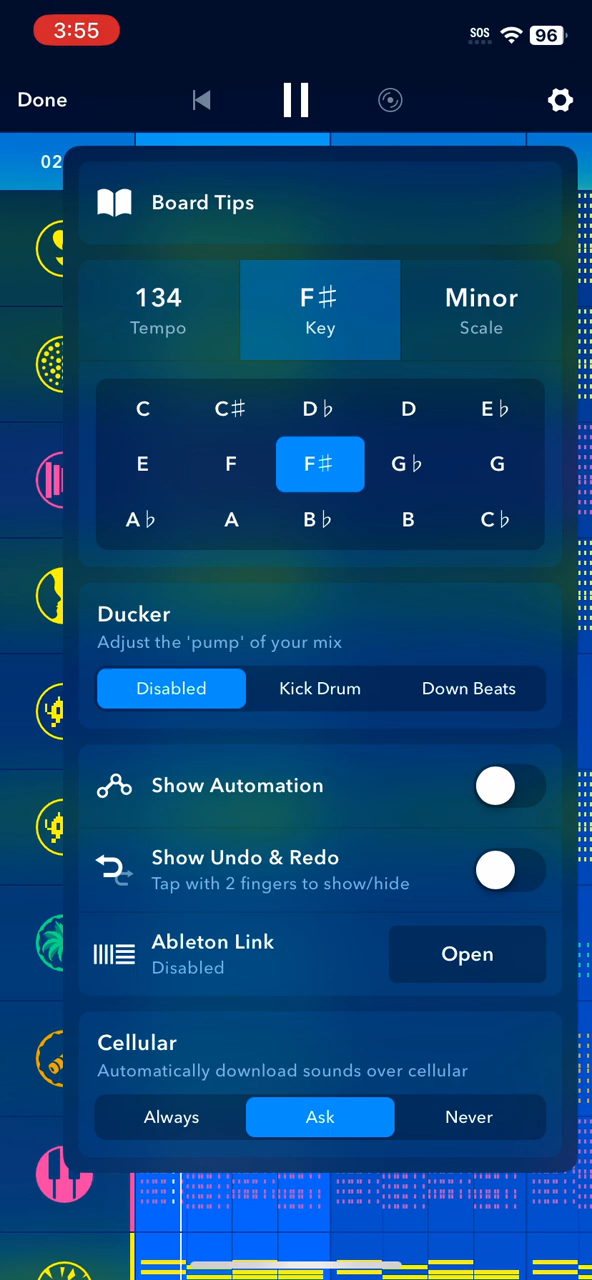 3:55
SOS
96
Done
02
Board Tips
134
Tempo
F♯
Key
Minor
Scale
C C♯ D♭ D E♭
E F F♯ G♭ G
A♭ A B♭ B C♭
Ducker
Adjust the 'pump' of your mix
Disabled Kick Drum Down Beats
Show Automation
Show Undo & Redo
Tap with 2 fingers to show/hide
Ableton Link
Disabled
Open
Cellular
Automatically download sounds over cellular
Always Ask Never